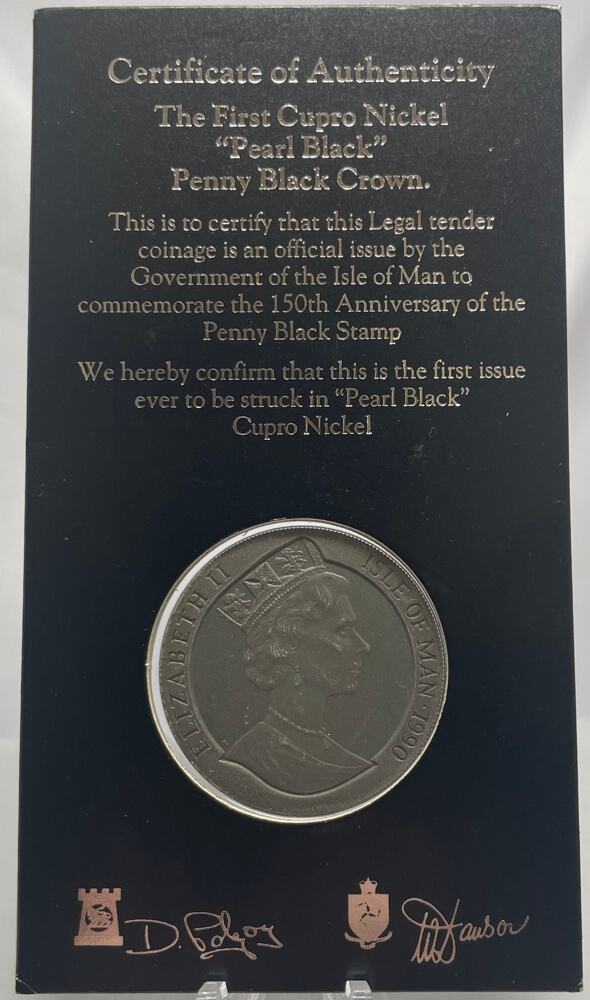 Certificate of Authenticity
The First Cupro Nickel
“Pearl Black”
Penny Black Crown.
This is to certify that this Legal tender
coinage is an official issue by the
Government of the Isle of Man to
commemorate the 150th Anniversary of the
Penny Black Stamp
We hereby confirm that this is the first issue
ever to be struck in “Pearl Black”
Cupro Nickel
ELIZABETH II
ISLE OF MAN · 1990